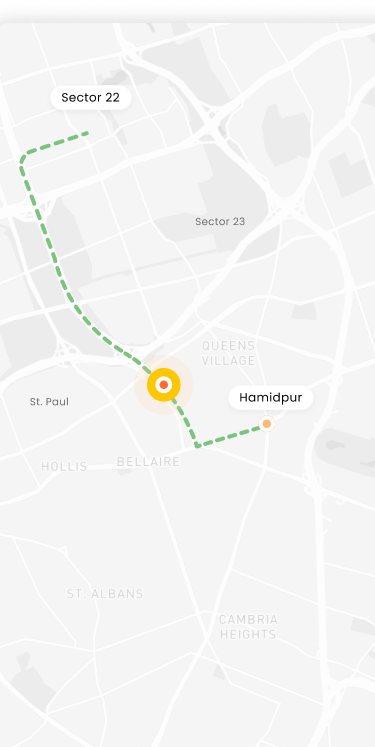 Sector 22
Sector 23
QUEENS
VILLAGE
Hamidpur
St. Paul
BELLAIRE
HOLLIS
ST. ALBANS
CAMBRIA
HEIGHTS